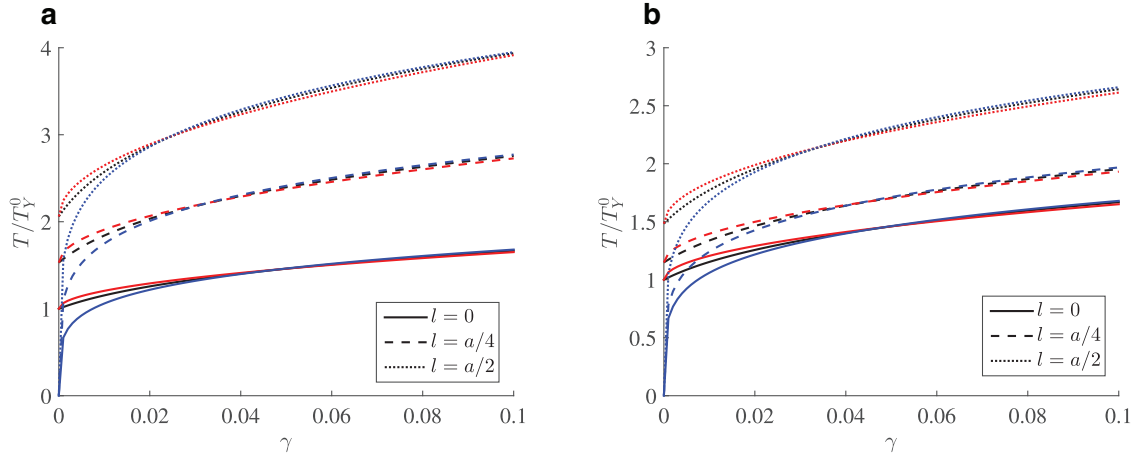 a
4
3
2
1
0
T/T_Y^0
0
0.02
0.04
0.06
0.08
0.1
γ
l = 0
l = a/4
l = a/2
b
3
2.5
2
1.5
1
0.5
0
T/T_Y^0
0
0.02
0.04
0.06
0.08
0.1
γ
l = 0
l = a/4
l = a/2